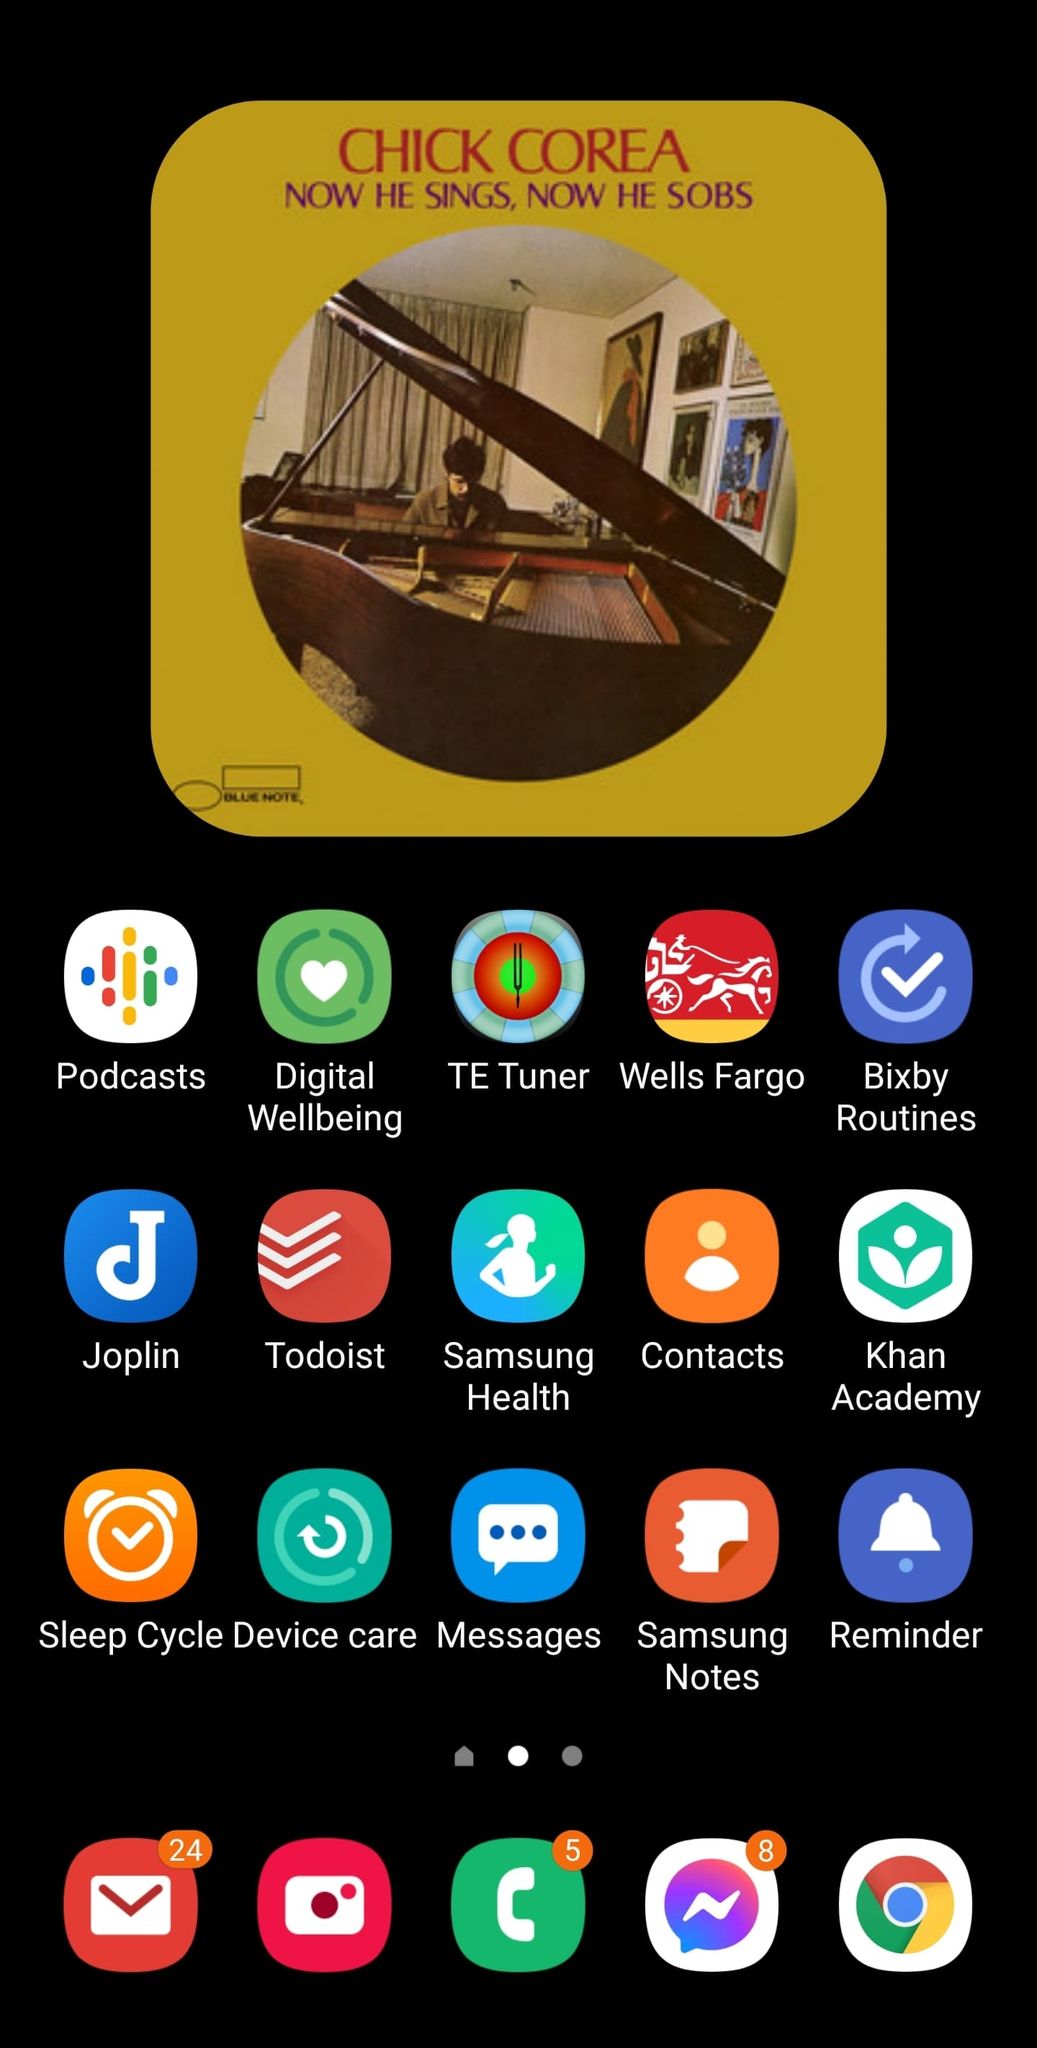 CHICK COREA
NOW HE SINGS, NOW HE SOBS
BLUE NOTE
Podcasts
Digital
Wellbeing
TE Tuner
Wells Fargo
Bixby
Routines
Joplin
Todoist
Samsung
Health
Contacts
Khan
Academy
Sleep Cycle
Device care
Messages
Samsung
Notes
Reminder
24
5
8